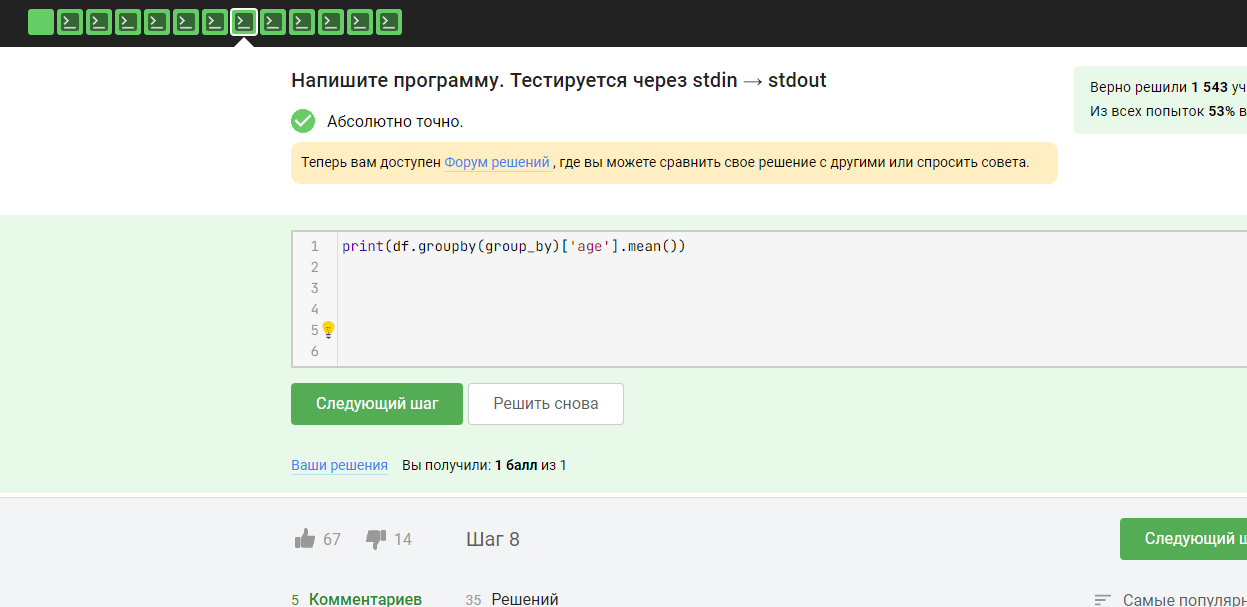 Напишите программу. Тестируется через stdin → stdout
Верно решили 1 543 уч
Из всех попыток 53% в
Абсолютно точно.
Теперь вам доступен Форум решений , где вы можете сравнить свое решение с другими или спросить совета.
1 print(df.groupby(group_by)['age'].mean())
2
3
4
5
6
Следующий шаг Решить снова
Ваши решения Вы получили: 1 балл из 1
67 14 Шаг 8
Следующий ш
5 Комментариев 35 Решений
Самые популярн